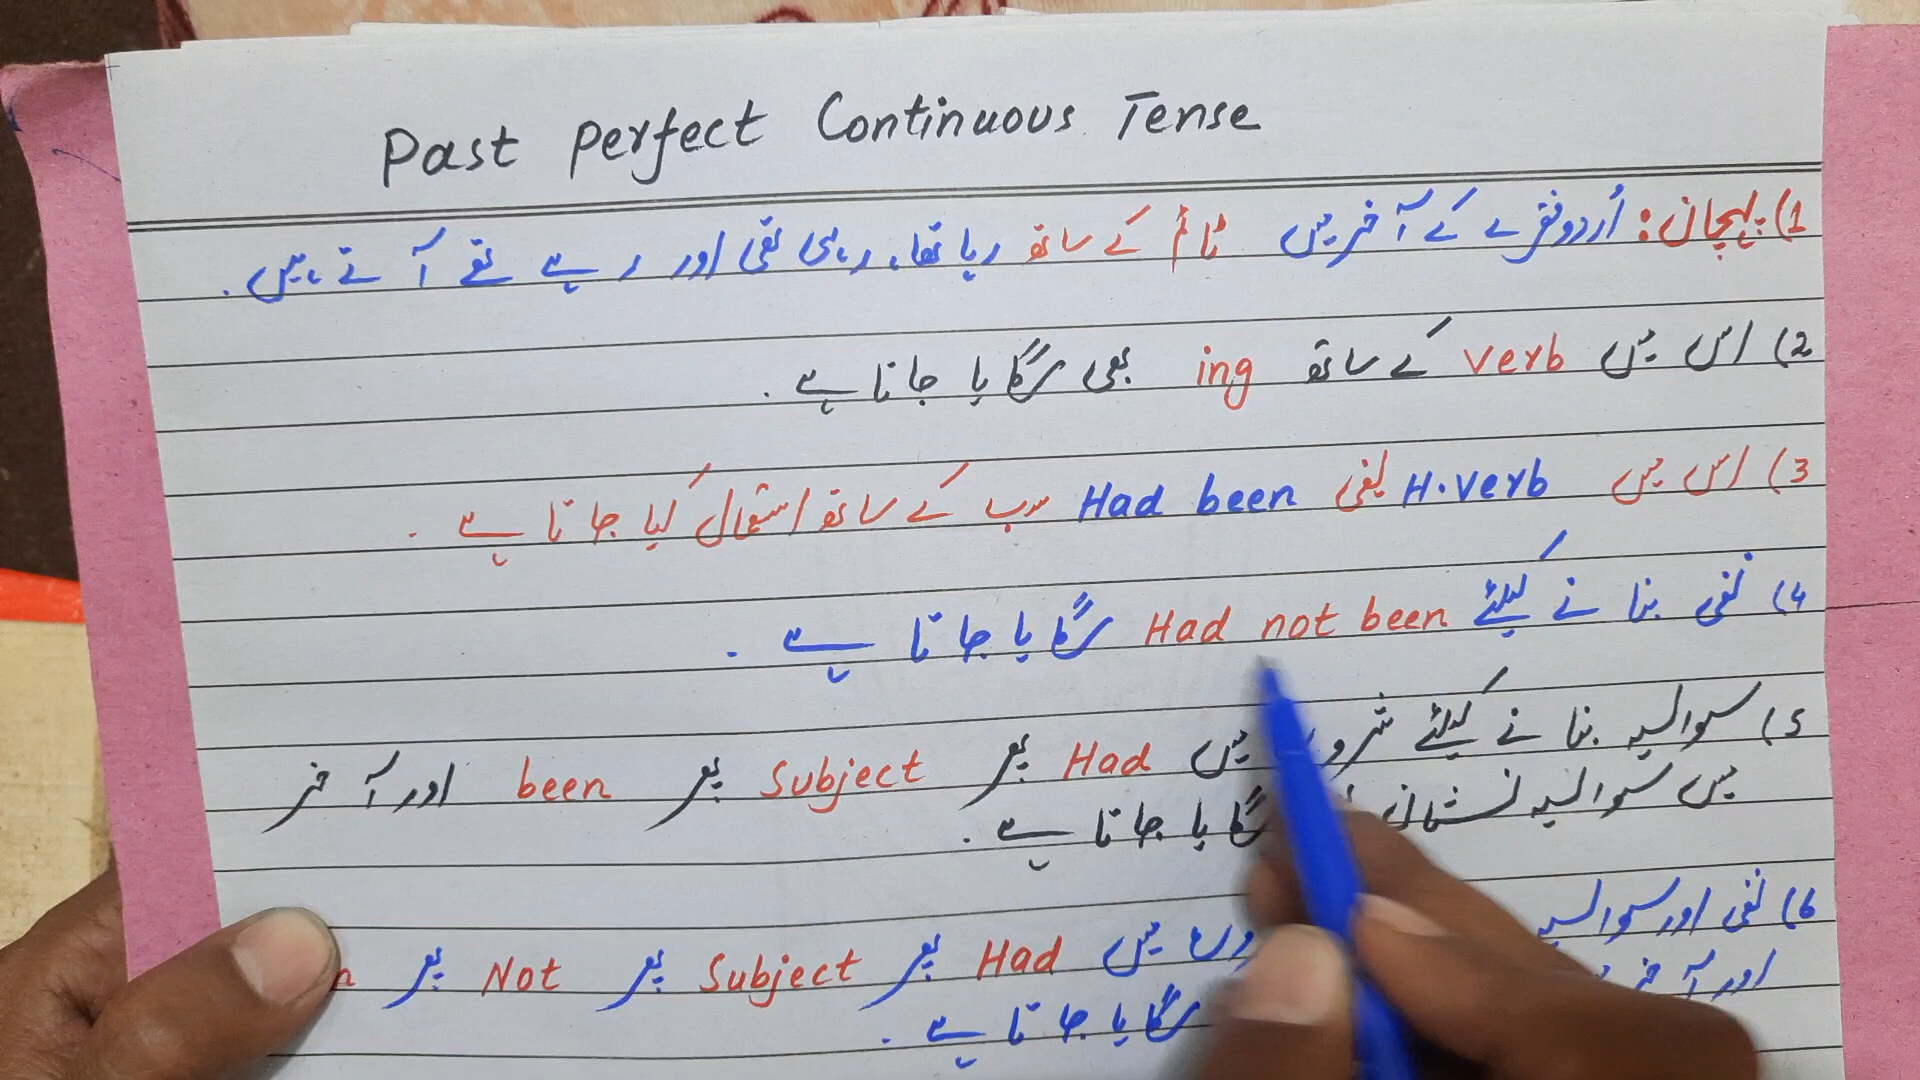 Past Perfect Continuous Tense
1) پہچان: اُردو فقرے کے آخر میں ٹائم کے ساتھ رہا تھا، رہی تھی اور رہے تھے آتے ہیں.
2) اس میں verb کے ساتھ ing بھی لگایا جاتا ہے.
3) اس میں H.verb یعنی Had been سب کے ساتھ استعمال کیا جاتا ہے.
4) نفی بنانے کیلئے Had not been لگایا جاتا ہے.
5) سوالیہ بنانے کیلئے میں Had پھر Subject پھر been اور آخر
میں سوالیہ نشان لگایا جاتا ہے.
6) نفی اور سوالیہ میں Had پھر Subject پھر Not پھر
اور آخر لگایا جاتا ہے.